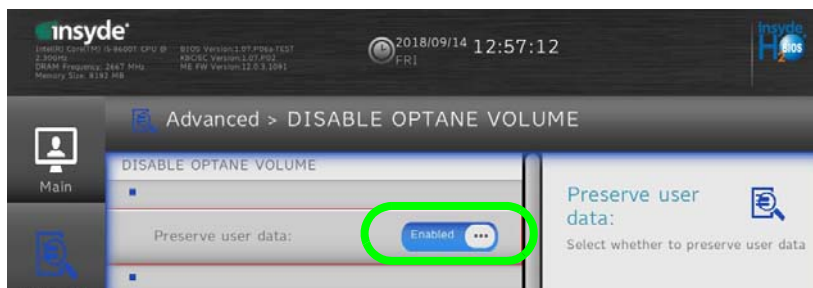 insyde®
Intel(R) Core(TM) i5-8600T CPU @
2.30GHz
DRAM Frequency: 2667 MHz
Memory Size: 8192 MB
BIOS Version:1.07.P06a-TEST
KBC/EC Version:1.07.P02
ME FW Version:12.0.3.1091
2018/09/14 12:57:12
FRI
insyde
H2O BIOS
Advanced > DISABLE OPTANE VOLUME
Main
DISABLE OPTANE VOLUME
Preserve user data:
Enabled
Preserve user
data:
Select whether to preserve user data